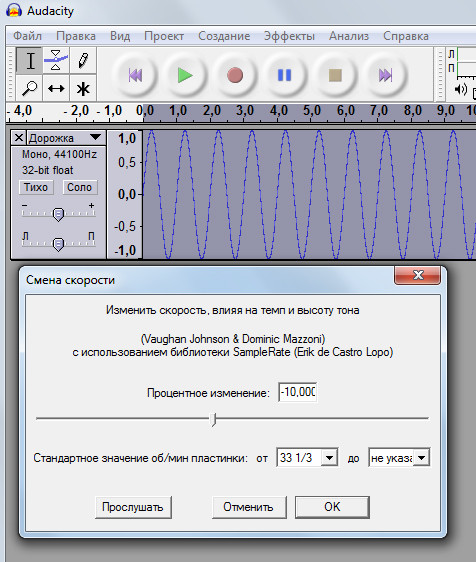 Audacity
Файл Правка Вид Проект Создание Эффекты Анализ Справка
Л
П
- 4,0 - 2,0 - 1,0 0,0 1,0 2,0 3,0 4,0 5,0 6,0 7,0 8,0 9,0
Дорожка
Моно, 44100Hz
32-bit float
Тихо Соло
- +
Л П
1,0
0,5
0,0
-0,5
-1,0
Смена скорости
Изменить скорость, влияя на темп и высоту тона
(Vaughan Johnson & Dominic Mazzoni)
с использованием библиотеки SampleRate (Erik de Castro Lopo)
Процентное изменение: -10,000
Стандартное значение об/мин пластинки: от 33 1/3 до не указа
Прослушать Отменить OK